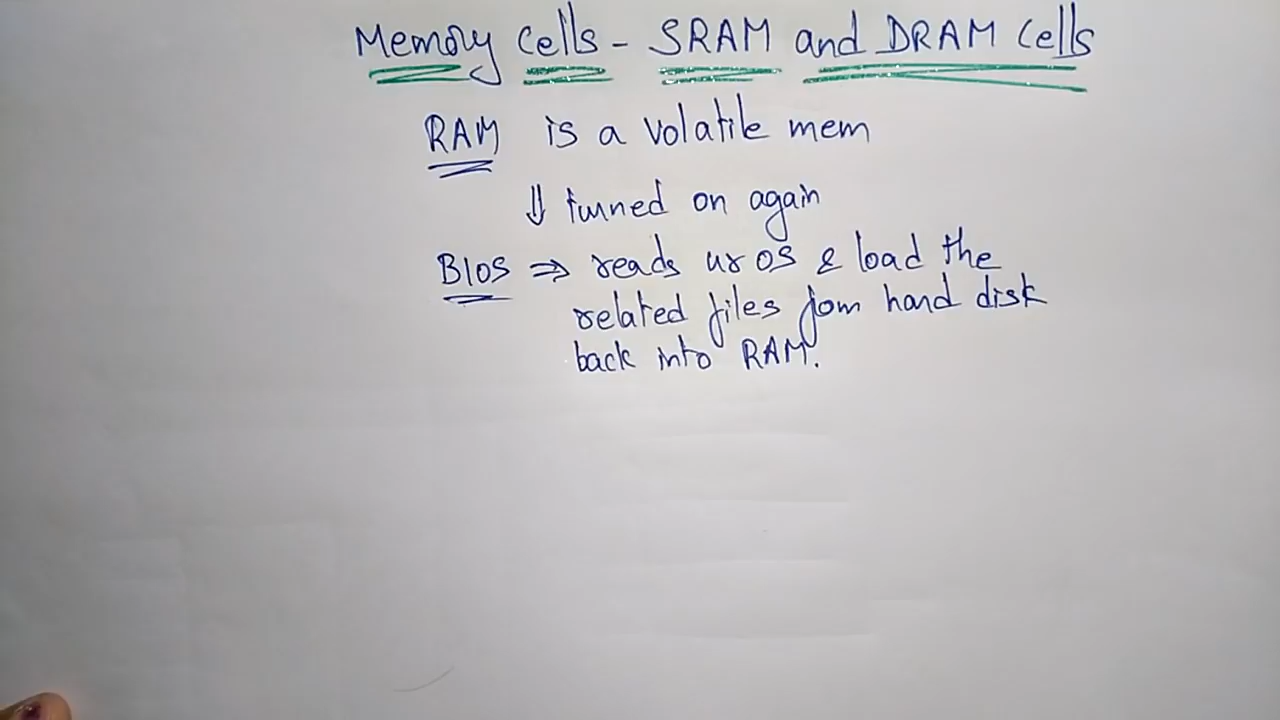 Memory Cells - SRAM and DRAM Cells
RAM is a volatile mem
⇓ turned on again
BIOS ⇒ reads ur OS & load the
related files fom hard disk
back into RAM.